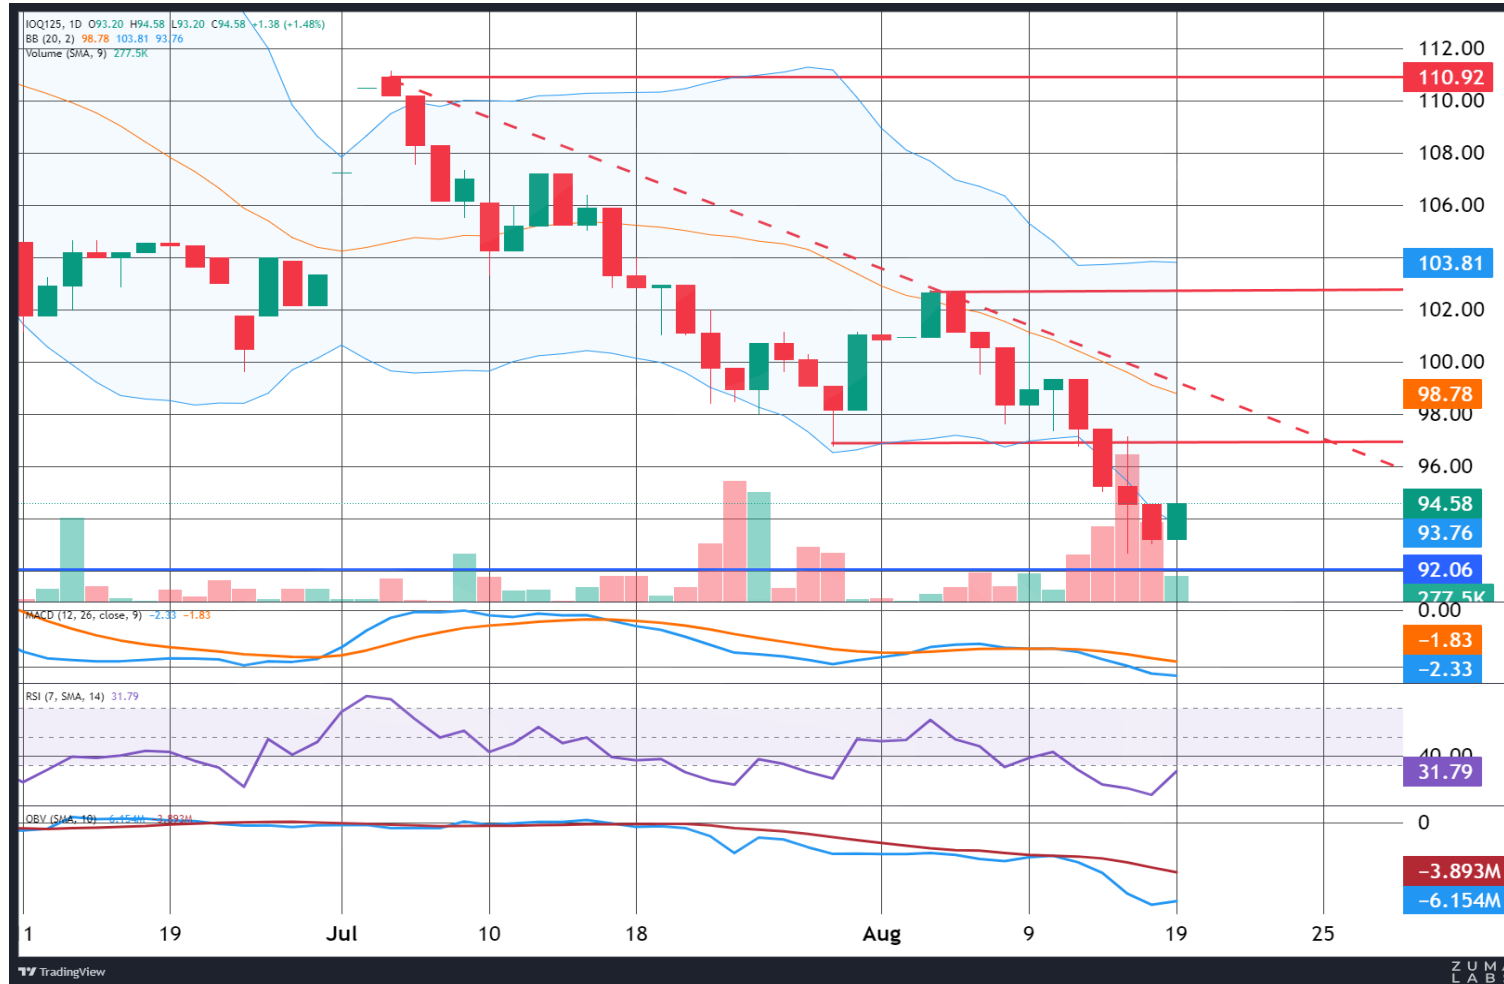 IOQ125, 1D O93.20 H94.58 L93.20 C94.58 +1.38 (+1.48%)
BB (20, 2) 98.78 103.81 93.76
Volume (SMA, 9) 277.5K
112.00
110.92
110.00
108.00
106.00
103.81
102.00
100.00
98.78
98.00
96.00
94.58
93.76
92.06
277.5K
MACD (12, 26, close, 9) −2.33 −1.83
0.00
−1.83
−2.33
RSI (7, SMA, 14) 31.79
40.00
31.79
OBV (SMA, 10) −6.154M −3.893M
0
−3.893M
−6.154M
1 19 Jul 10 18 Aug 9 19 25
TradingView
ZUMA
LABS